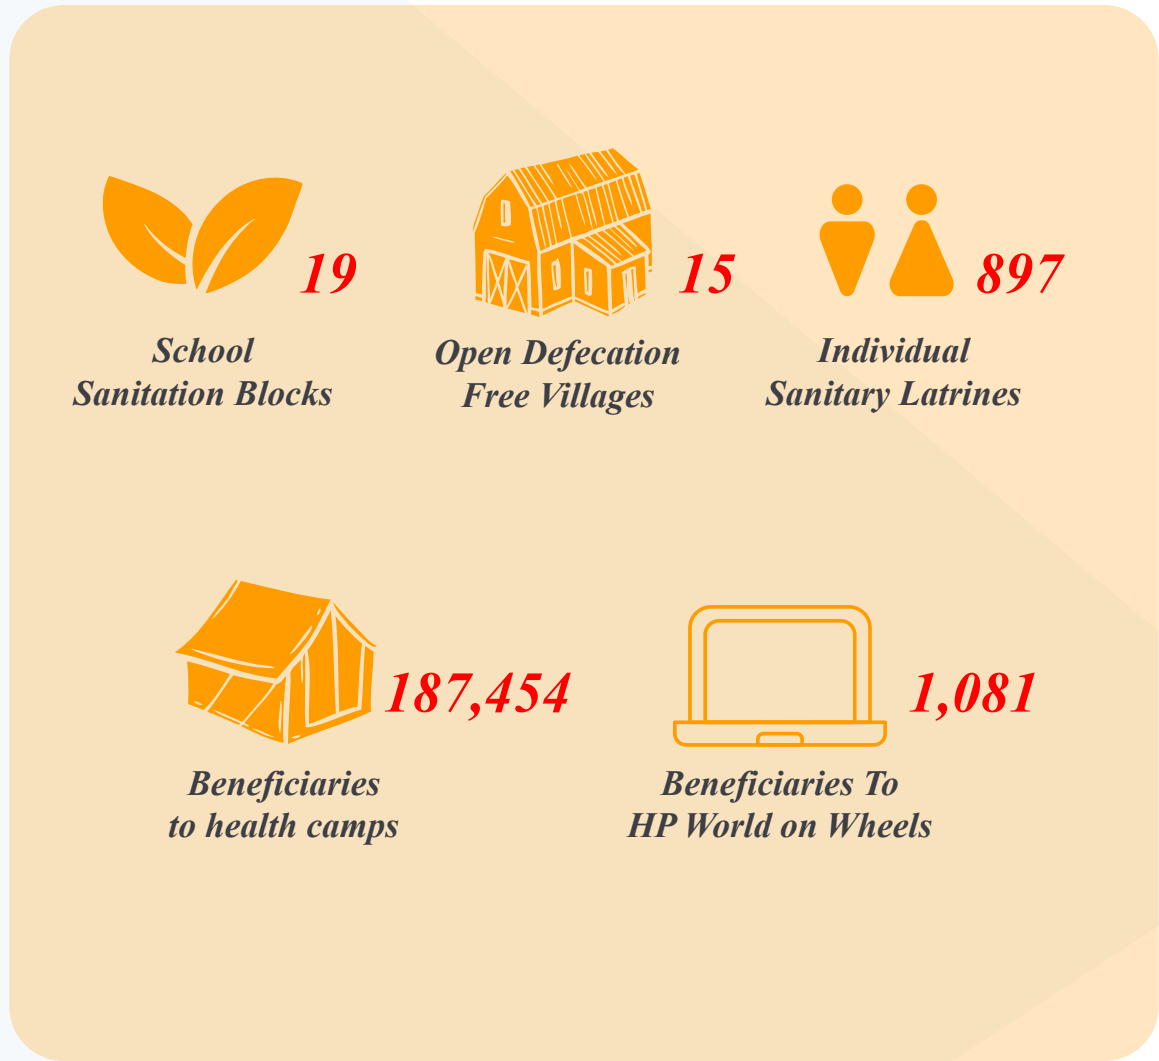 19
School
Sanitation Blocks
15
Open Defecation
Free Villages
897
Individual
Sanitary Latrines
187,454
Beneficiaries
to health camps
1,081
Beneficiaries To
HP World on Wheels